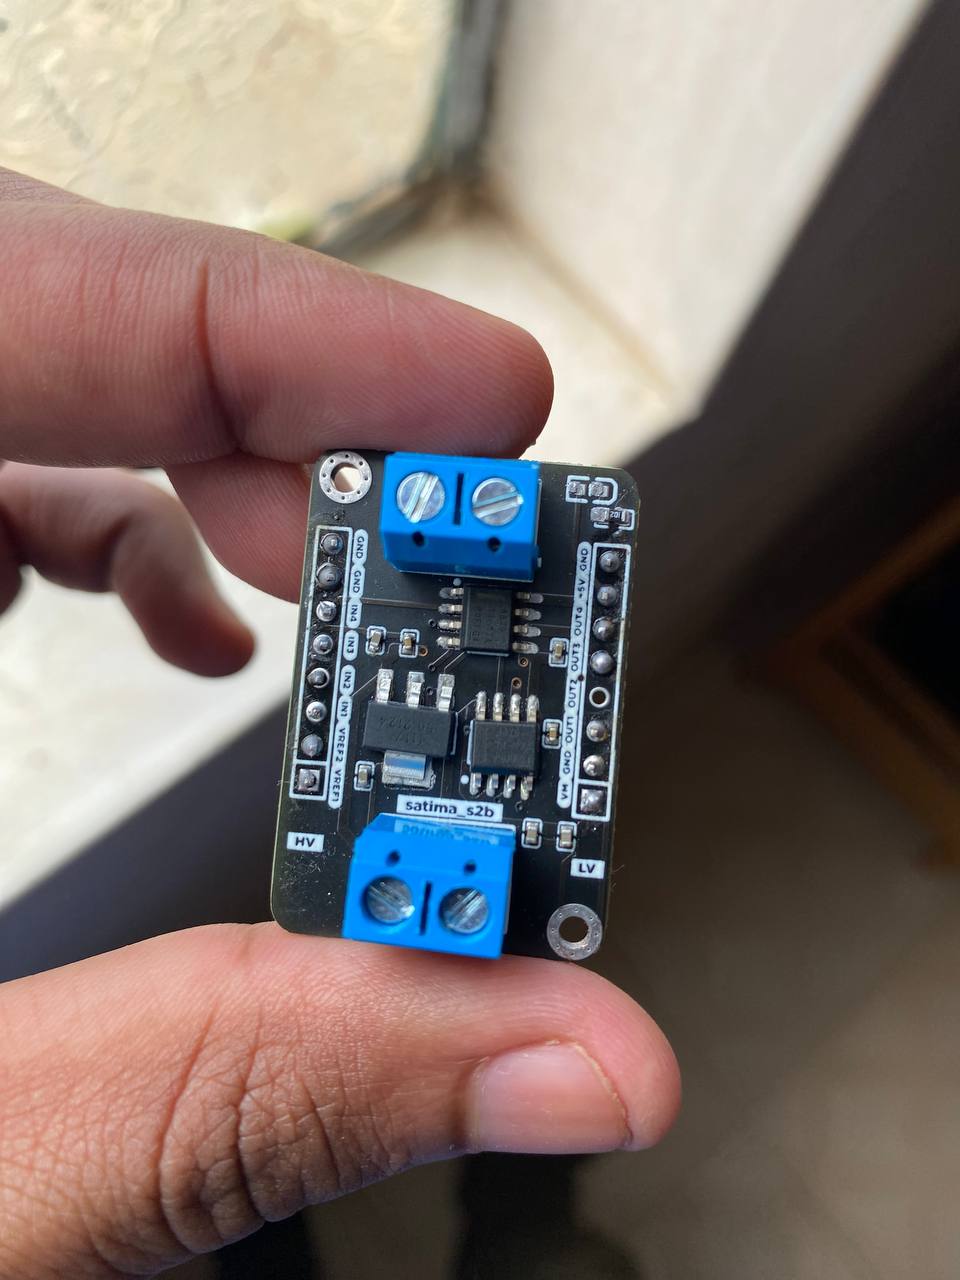 GND GND IN4 IN3 IN2 IN1 VREF2 VREF1
VM GND OUT1 OUT2 OUT3 OUT4 +5V GND
satima_s2b
HV
LV